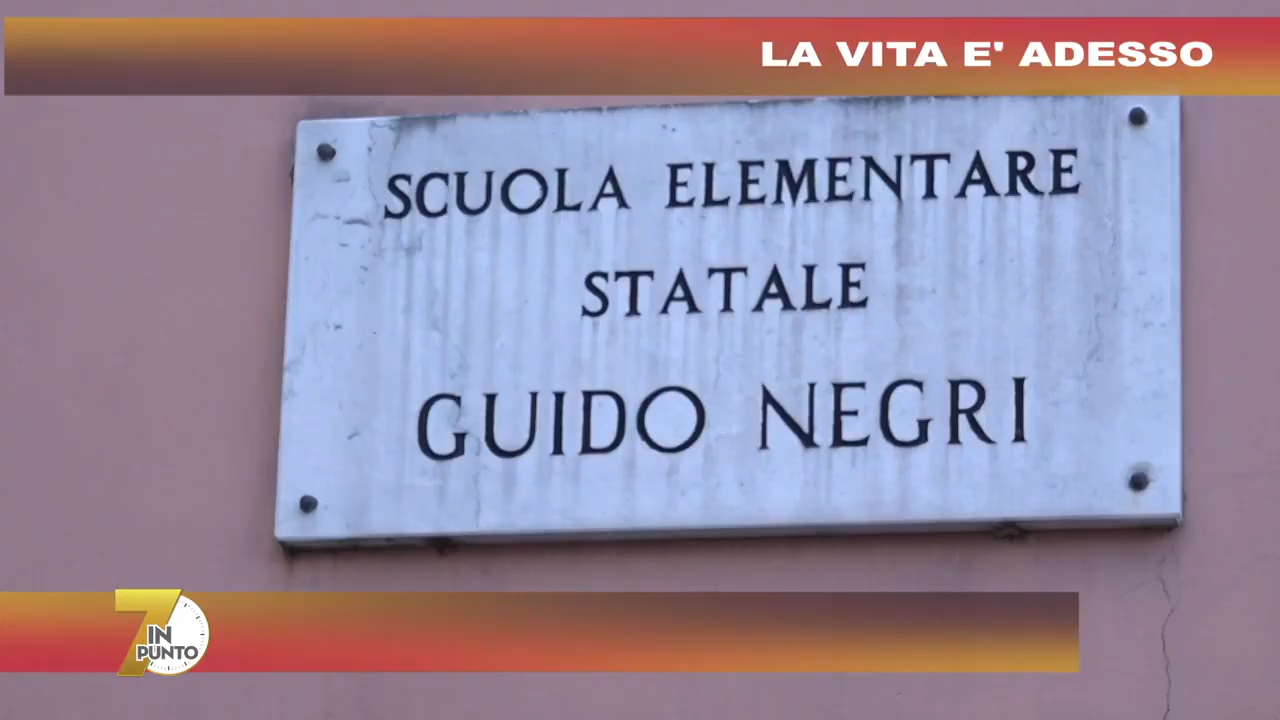 LA VITA E' ADESSO
SCUOLA ELEMENTARE
STATALE
GUIDO NEGRI
7
IN
PUNTO